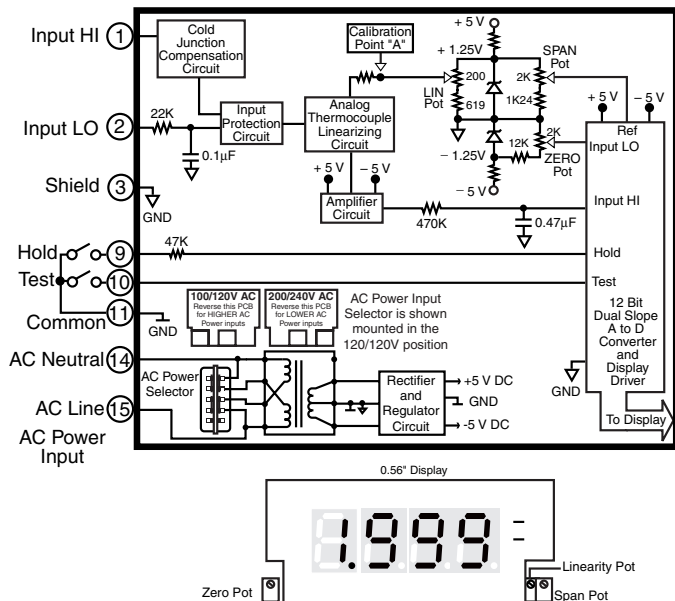 Input HI 1
Cold
Junction
Compensation
Circuit
Input LO 2
22K
0.1µF
Input
Protection
Circuit
Analog
Thermocouple
Linearizing
Circuit
Calibration
Point "A"
+ 5 V
+ 1.25V
LIN
Pot
200
619
SPAN
Pot
2K
1K24
- 1.25V
12K
2K
ZERO
Pot
- 5 V
+ 5 V
- 5 V
Ref
Input LO
Input HI
Hold
Test
12 Bit
Dual Slope
A to D
Converter
and
Display
Driver
To Display
GND
+ 5 V
- 5 V
Amplifier
Circuit
470K
0.47µF
Shield 3
GND
Hold 9
47K
Test 10
Common 11
GND
100/120V AC
Reverse this PCB
for HIGHER AC
Power inputs
200/240V AC
Reverse this PCB
for LOWER AC
Power inputs
AC Power Input
Selector is shown
mounted in the
120/120V position
AC Neutral 14
AC Line 15
AC Power
Input
AC Power
Selector
Rectifier
and
Regulator
Circuit
+5 V DC
GND
-5 V DC
0.56" Display
1.999
Zero Pot
Linearity Pot
Span Pot